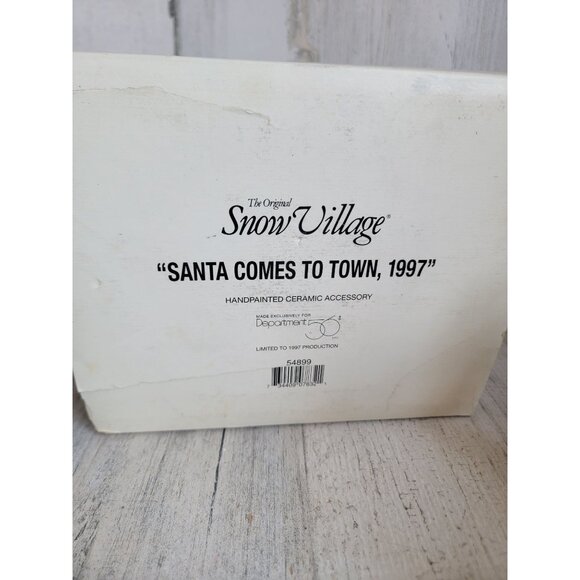 The Original
Snow Village®
“SANTA COMES TO TOWN, 1997”
HANDPAINTED CERAMIC ACCESSORY
MADE EXCLUSIVELY FOR
Department 56
LIMITED TO 1997 PRODUCTION
54899